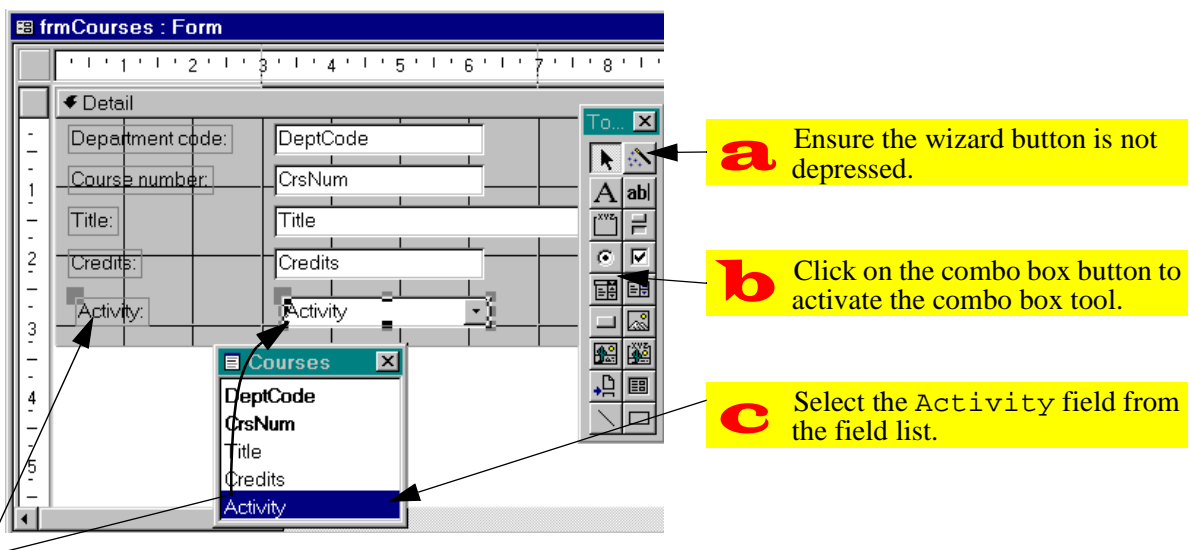 frmCourses : Form
1 2 3 4 5 6 7 8
Detail
Department code: DeptCode
Course number: CrsNum
Title: Title
Credits: Credits
Activity: Activity
1
2
3
4
5
To...
A ab|
XYZ
XYZ
Courses
DeptCode
CrsNum
Title
Credits
Activity
a Ensure the wizard button is not
depressed.
b Click on the combo box button to
activate the combo box tool.
c Select the Activity field from
the field list.